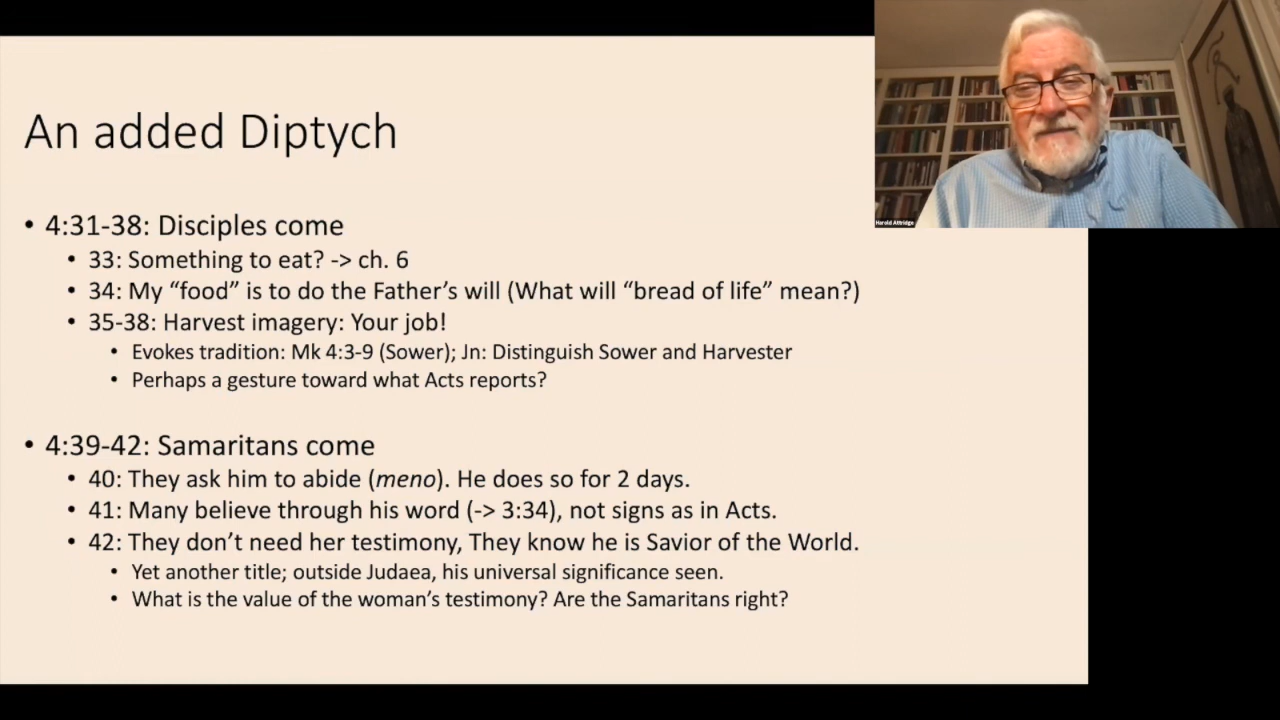 An added Diptych
• 4:31-38: Disciples come
• 33: Something to eat? -> ch. 6
• 34: My “food” is to do the Father’s will (What will “bread of life” mean?)
• 35-38: Harvest imagery: Your job!
• Evokes tradition: Mk 4:3-9 (Sower); Jn: Distinguish Sower and Harvester
• Perhaps a gesture toward what Acts reports?
• 4:39-42: Samaritans come
• 40: They ask him to abide (meno). He does so for 2 days.
• 41: Many believe through his word (-> 3:34), not signs as in Acts.
• 42: They don’t need her testimony, They know he is Savior of the World.
• Yet another title; outside Judaea, his universal significance seen.
• What is the value of the woman’s testimony? Are the Samaritans right?
Harold Attridge